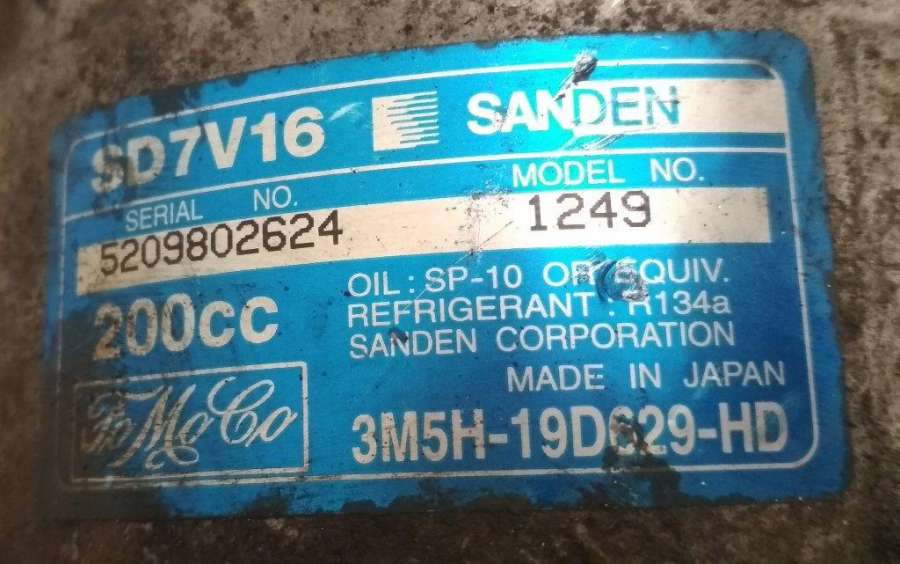 SD7V16 SANDEN
SERIAL NO. MODEL NO.
5209802624 1249
200cc
OIL : SP-10 OR EQUIV.
REFRIGERANT : R134a
SANDEN CORPORATION
MADE IN JAPAN
FoMoCo 3M5H-19D629-HD